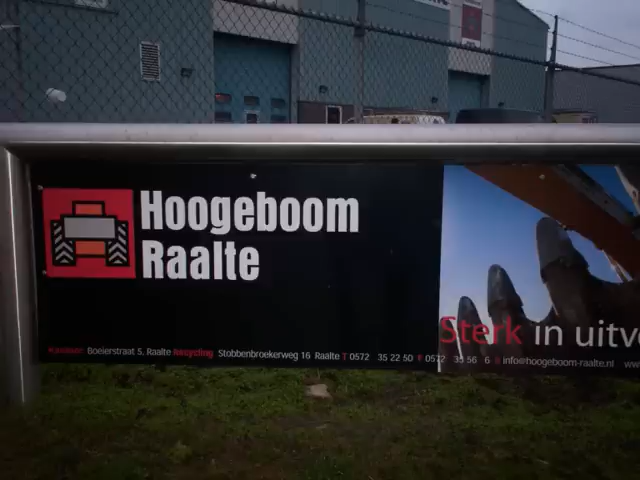 Hoogeboom
Raalte
Sterk in uitv
Kantoor Boeierstraat 5, Raalte Recycling Stobbenbroekerweg 16 Raalte T 0572 35 22 50 F 0572 35 56 6 E info@hoogeboom-raalte.nl www